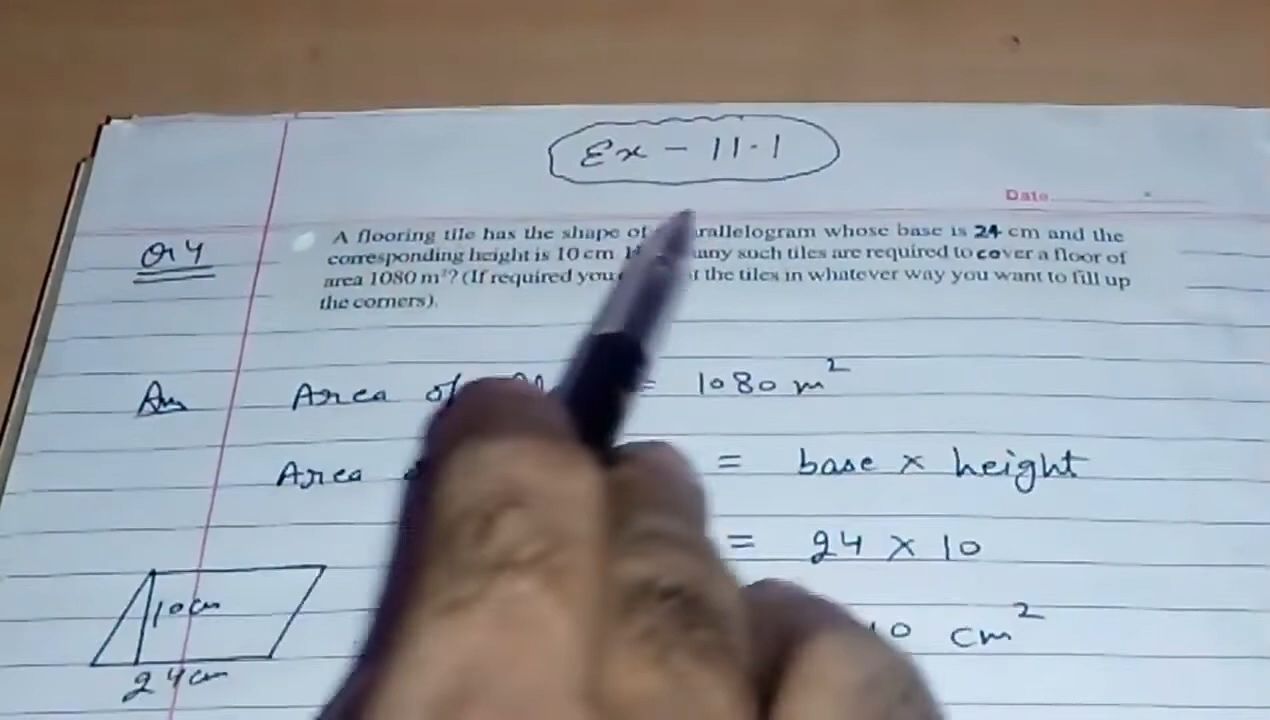 Ex - 11.1
Date
Q 4
A flooring tile has the shape of rallelogram whose base is 24 cm and the
corresponding height is 10 cm any such tiles are required to cover a floor of
area 1080 m²? (If required you the tiles in whatever way you want to fill up
the corners).
Ans Area of = 1080 m²
Area = base × height
= 24 × 10
10cm
0 cm²
24cm